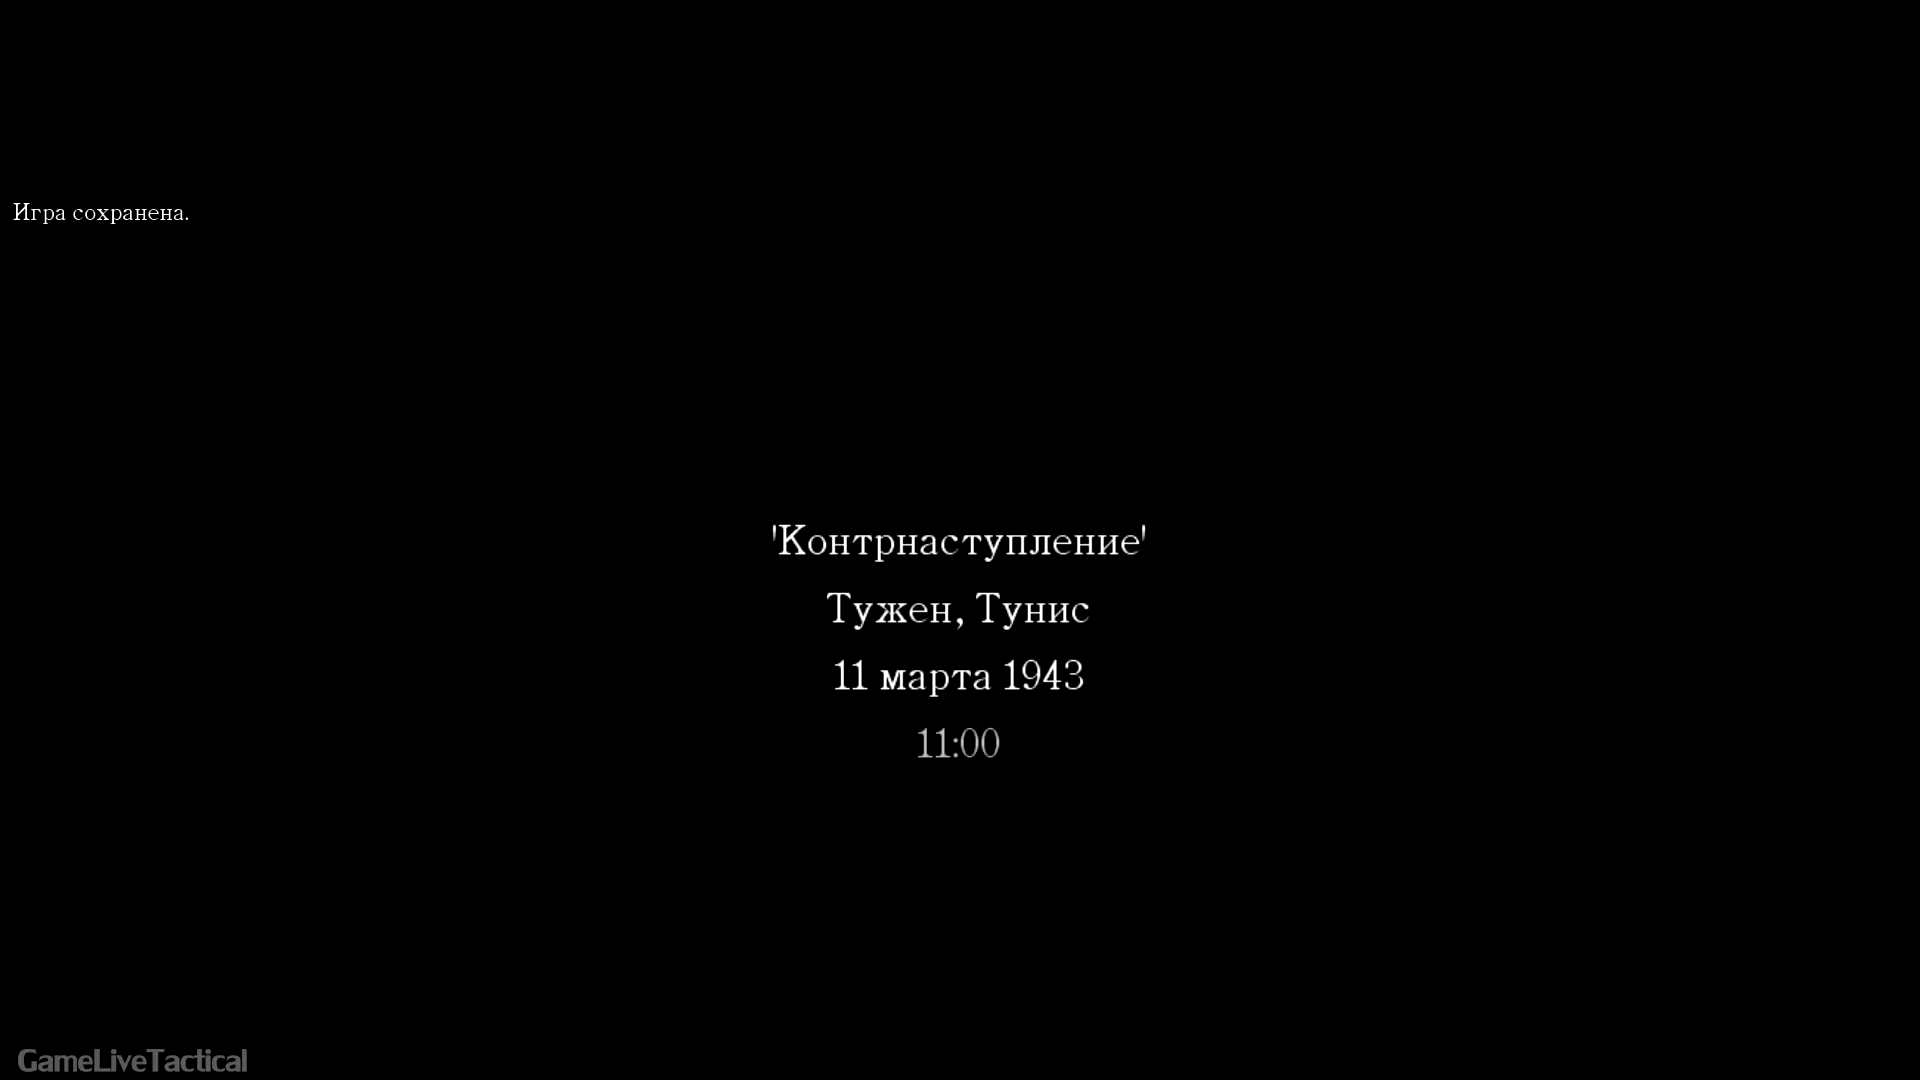 Игра сохранена.
'Контрнаступление'
Тужен, Тунис
11 марта 1943
11:00
GameLiveTactical